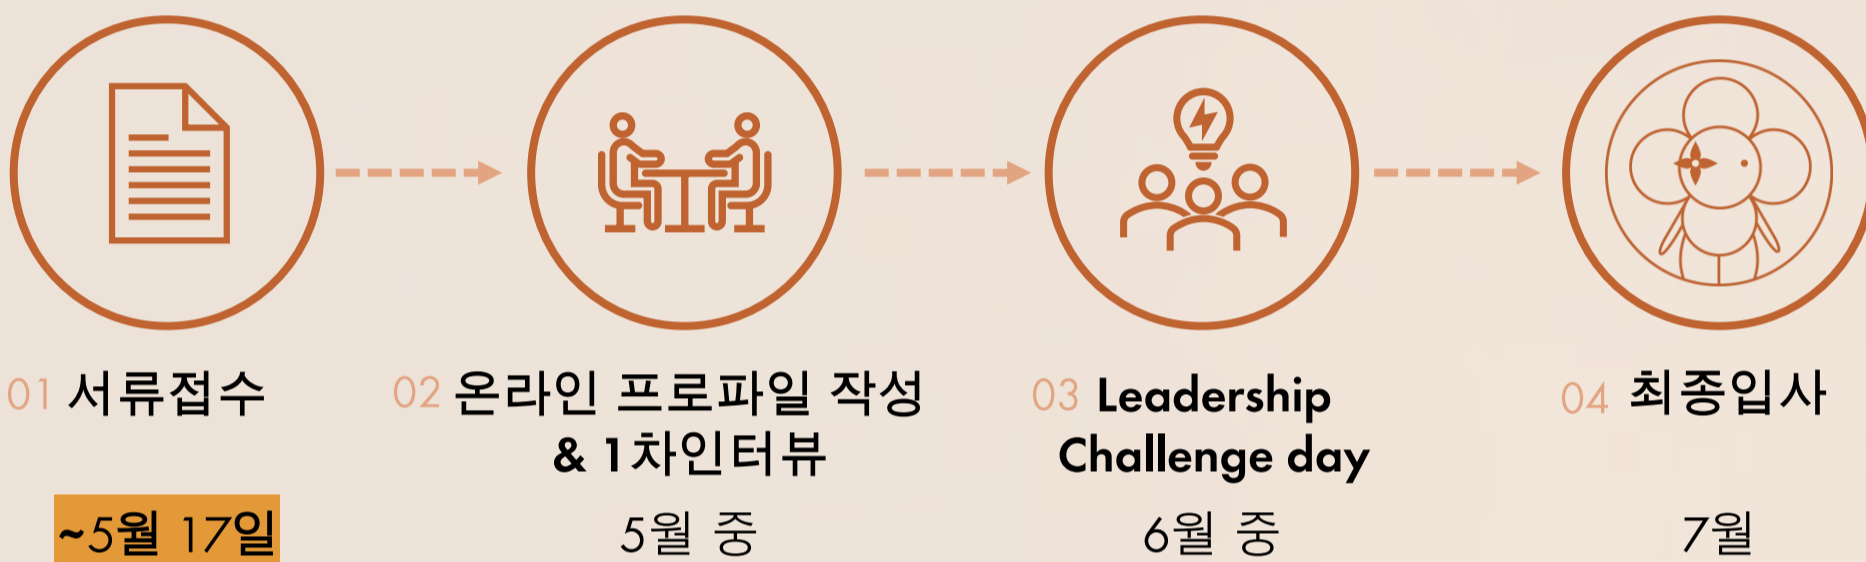 01 서류접수
~5월 17일
02 온라인 프로파일 작성
& 1차인터뷰
5월 중
03 Leadership
Challenge day
6월 중
04 최종입사
7월